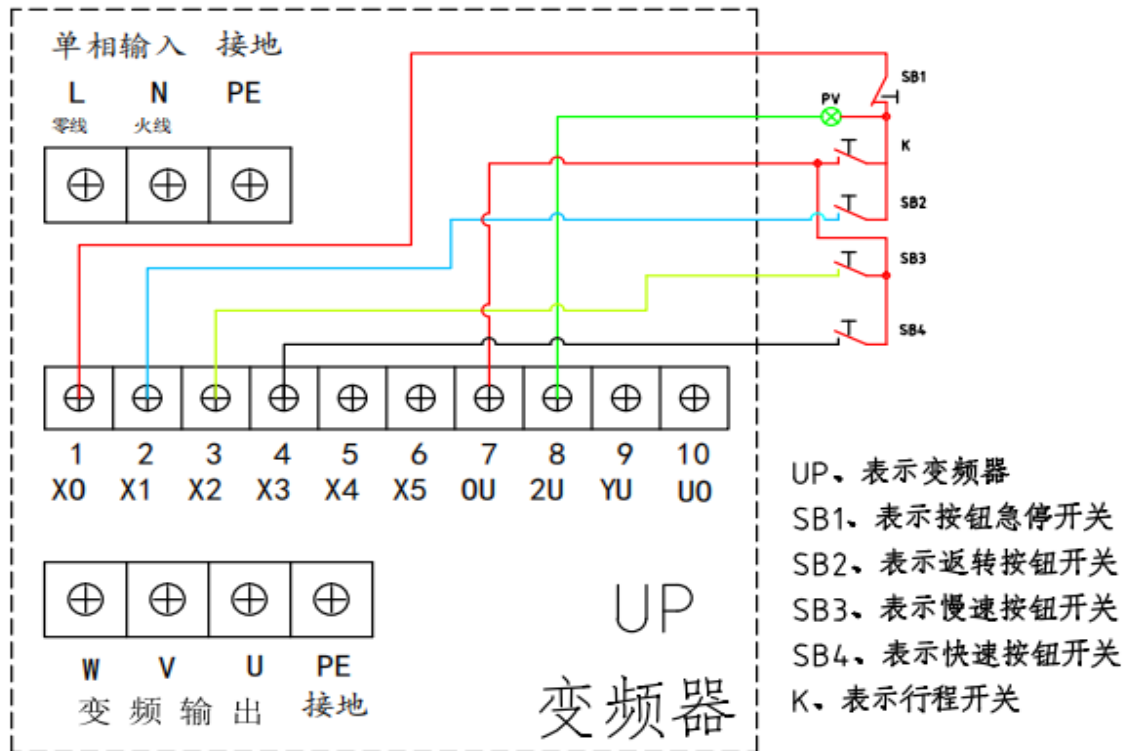 单相输入 接地
L N PE
零线 火线
SB1
PV
K
SB2
SB3
SB4
1 2 3 4 5 6 7 8 9 10
X0 X1 X2 X3 X4 X5 0U 2U YU U0
W V U PE
变频输出 接地
UP
变频器
UP、表示变频器
SB1、表示按钮急停开关
SB2、表示返转按钮开关
SB3、表示慢速按钮开关
SB4、表示快速按钮开关
K、表示行程开关